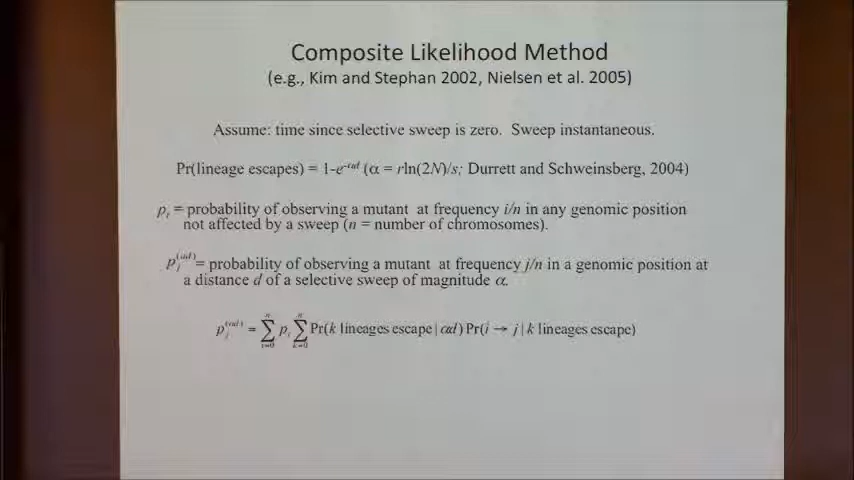 Composite Likelihood Method
(e.g., Kim and Stephan 2002, Nielsen et al. 2005)
Assume: time since selective sweep is zero. Sweep instantaneous.
Pr(lineage escapes) = 1-e^{-αd} (α = rln(2N)/s; Durrett and Schweinsberg, 2004)
p_i = probability of observing a mutant at frequency i/n in any genomic position
not affected by a sweep (n = number of chromosomes).
p_j^{(αd)} = probability of observing a mutant at frequency j/n in a genomic position at
a distance d of a selective sweep of magnitude α.
p_j^{(αd)} = ∑_{i=0}^{n} p_i ∑_{k=0}^{n} Pr(k lineages escape | αd) Pr(i → j | k lineages escape)